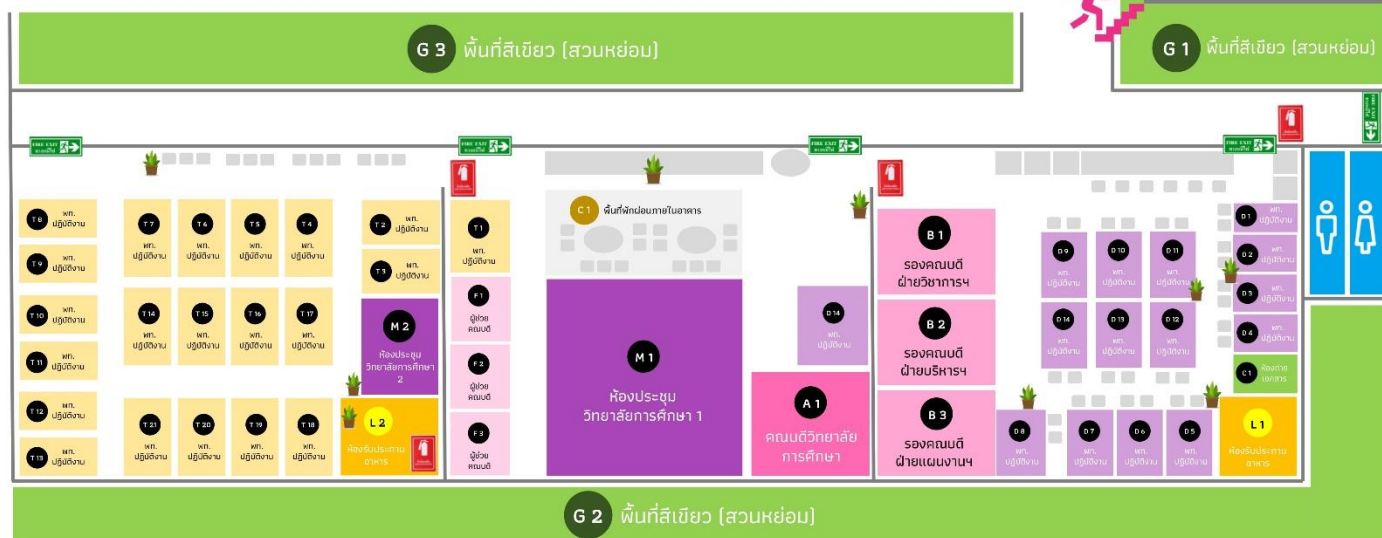 G 3 พื้นที่สีเขียว (สวนหย่อม)
G 1 พื้นที่สีเขียว (สวนหย่อม)
FIRE EXIT
FIRE EXIT
FIRE EXIT
FIRE EXIT
FIRE EXIT
C 1 พื้นที่พักผ่อนภายในอาคาร
T 8 พท.
ปฏิบัติงาน
T 9 พท.
ปฏิบัติงาน
T 10 พท.
ปฏิบัติงาน
T 11 พท.
ปฏิบัติงาน
T 12 พท.
ปฏิบัติงาน
T 13 พท.
ปฏิบัติงาน
T 7
พท.
ปฏิบัติงาน
T 6
พท.
ปฏิบัติงาน
T 5
พท.
ปฏิบัติงาน
T 4
พท.
ปฏิบัติงาน
T 14
พท.
ปฏิบัติงาน
T 15
พท.
ปฏิบัติงาน
T 16
พท.
ปฏิบัติงาน
T 17
พท.
ปฏิบัติงาน
T 21
พท.
ปฏิบัติงาน
T 20
พท.
ปฏิบัติงาน
T 19
พท.
ปฏิบัติงาน
T 18
พท.
ปฏิบัติงาน
T 2 พท.
ปฏิบัติงาน
T 3 พท.
ปฏิบัติงาน
M 2
ห้องประชุม
วิทยาลัยการศึกษา
2
L 2
ห้องรับประทาน
อาหาร
T 1
พท.
ปฏิบัติงาน
F 1
ผู้ช่วย
คณบดี
F 2
ผู้ช่วย
คณบดี
F 3
ผู้ช่วย
คณบดี
M 1
ห้องประชุม
วิทยาลัยการศึกษา 1
D 14
พท.
ปฏิบัติงาน
A 1
คณบดีวิทยาลัย
การศึกษา
B 1
รองคณบดี
ฝ่ายวิชาการฯ
B 2
รองคณบดี
ฝ่ายบริหารฯ
B 3
รองคณบดี
ฝ่ายแผนงานฯ
D 9
พท.
ปฏิบัติงาน
D 10
พท.
ปฏิบัติงาน
D 11
พท.
ปฏิบัติงาน
D 14
พท.
ปฏิบัติงาน
D 13
พท.
ปฏิบัติงาน
D 12
พท.
ปฏิบัติงาน
D 8
พท.
ปฏิบัติงาน
D 7
พท.
ปฏิบัติงาน
D 6
พท.
ปฏิบัติงาน
D 5
พท.
ปฏิบัติงาน
D 1 พท.
ปฏิบัติงาน
D 2 พท.
ปฏิบัติงาน
D 3 พท.
ปฏิบัติงาน
D 4 พท.
ปฏิบัติงาน
C 1 ห้องถ่าย
เอกสาร
L 1
ห้องรับประทาน
อาหาร
G 2 พื้นที่สีเขียว (สวนหย่อม)